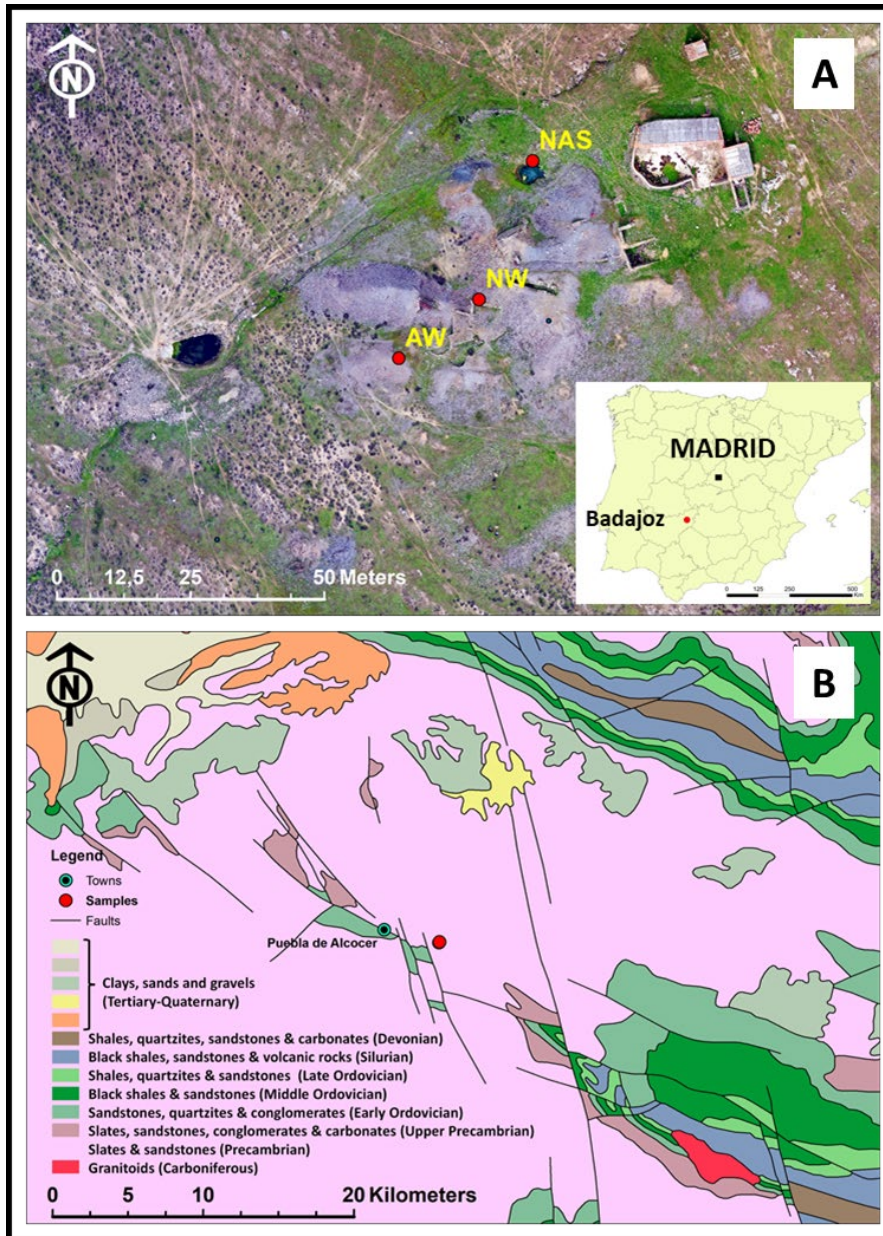 N
A
NAS
NW
AW
0 12,5 25 50 Meters
MADRID
Badajoz
0 125 250 500
Km
N
B
Legend
Towns
Samples
Faults
Puebla de Alcocer
Clays, sands and gravels
(Tertiary-Quaternary)
Shales, quartzites, sandstones & carbonates (Devonian)
Black shales, sandstones & volcanic rocks (Silurian)
Shales, quartzites & sandstones (Late Ordovician)
Black shales & sandstones (Middle Ordovician)
Sandstones, quartzites & conglomerates (Early Ordovician)
Slates, sandstones, conglomerates & carbonates (Upper Precambrian)
Slates & sandstones (Precambrian)
Granitoids (Carboniferous)
0 5 10 20 Kilometers